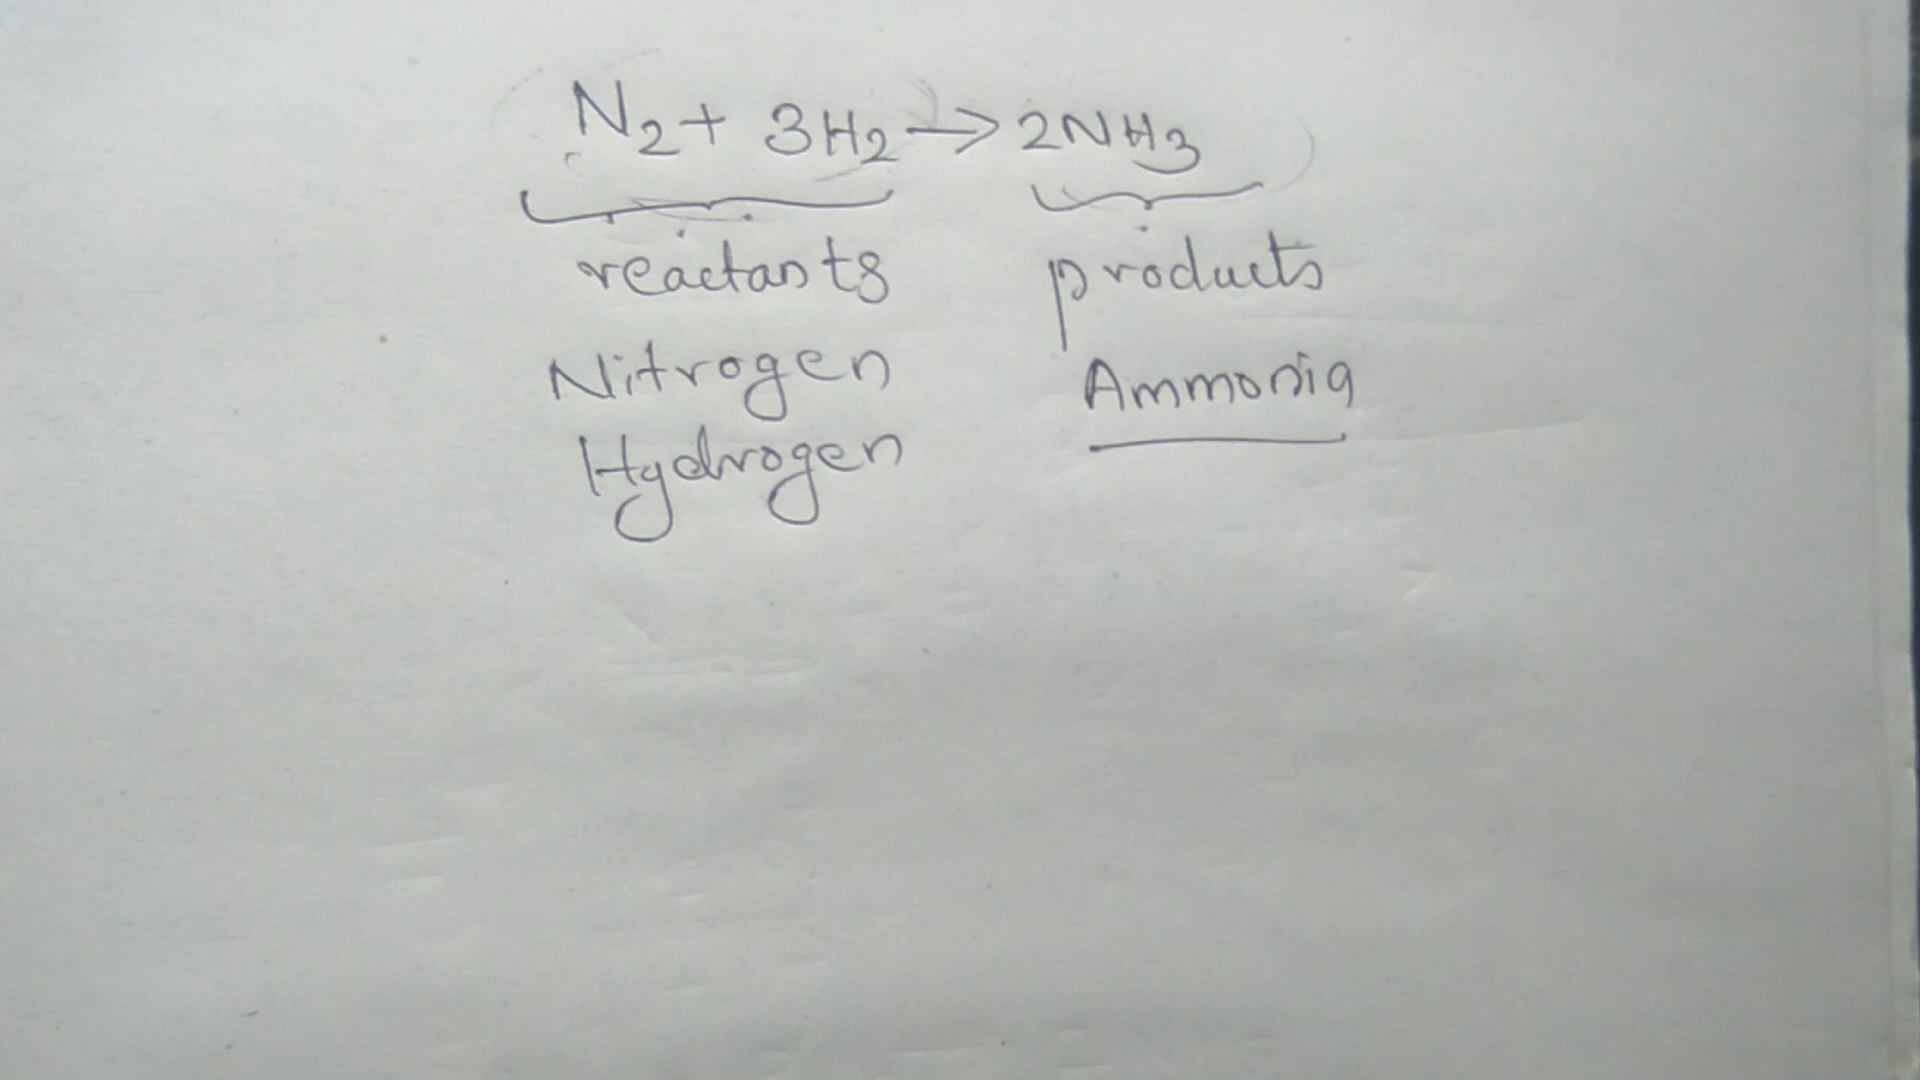 N₂ + 3H₂ → 2NH₃
reactants products
Nitrogen Ammonia
Hydrogen